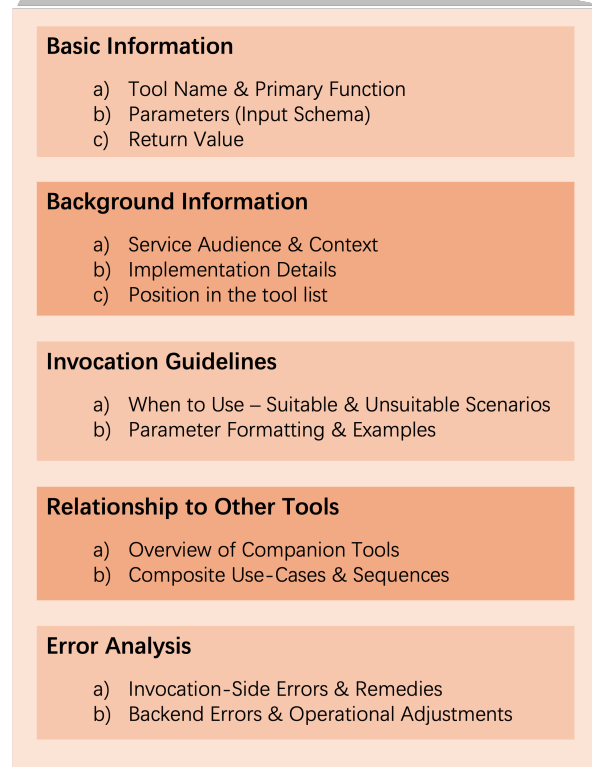 Basic Information
a) Tool Name & Primary Function
b) Parameters (Input Schema)
c) Return Value
Background Information
a) Service Audience & Context
b) Implementation Details
c) Position in the tool list
Invocation Guidelines
a) When to Use – Suitable & Unsuitable Scenarios
b) Parameter Formatting & Examples
Relationship to Other Tools
a) Overview of Companion Tools
b) Composite Use-Cases & Sequences
Error Analysis
a) Invocation-Side Errors & Remedies
b) Backend Errors & Operational Adjustments